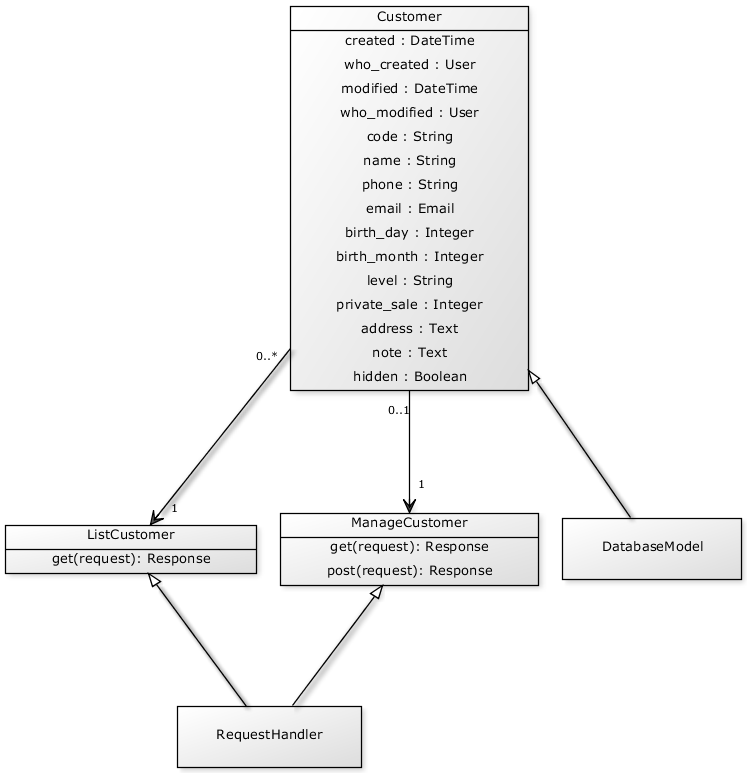 Customer
created : DateTime
who_created : User
modified : DateTime
who_modified : User
code : String
name : String
phone : String
email : Email
birth_day : Integer
birth_month : Integer
level : String
private_sale : Integer
address : Text
note : Text
hidden : Boolean
0..*
0..1
1
1
ListCustomer
get(request): Response
ManageCustomer
get(request): Response
post(request): Response
DatabaseModel
RequestHandler